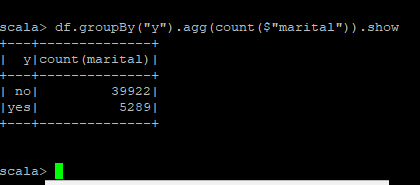 scala> df.groupBy("y").agg(count($"marital")).show
+---+--------------+
|  y|count(marital)|
+---+--------------+
| no|         39922|
|yes|          5289|
+---+--------------+
scala>